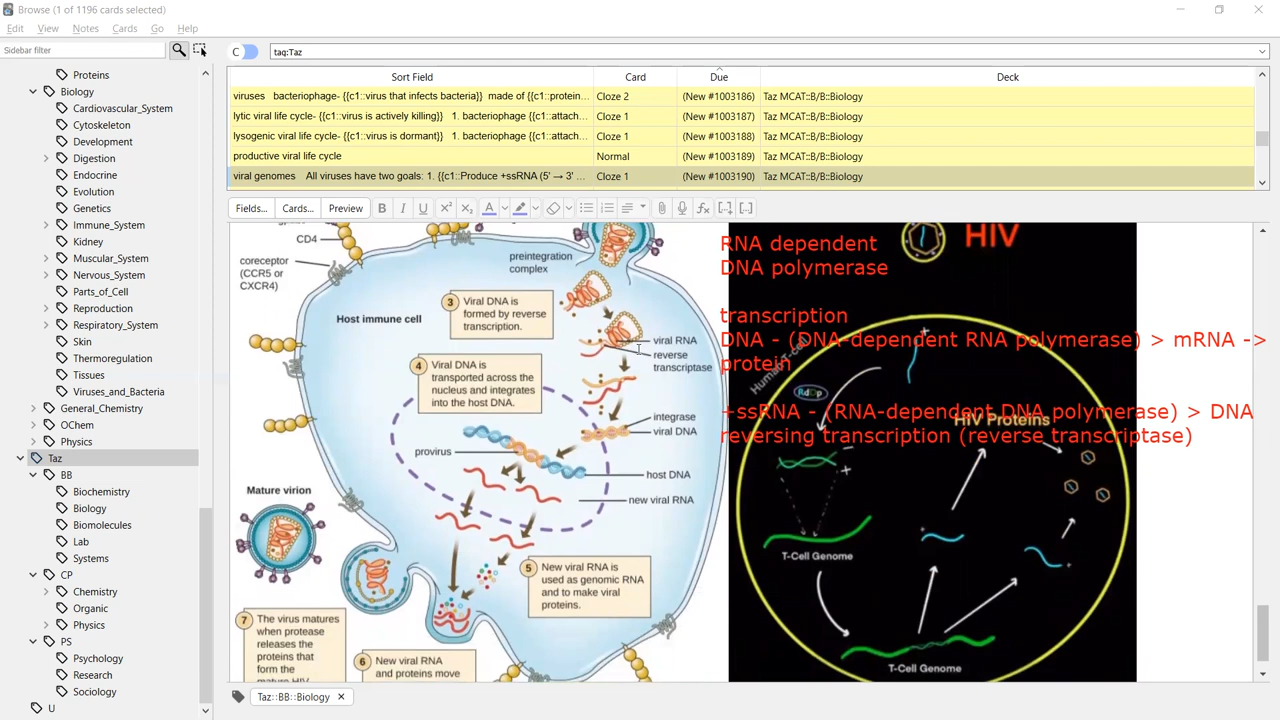 Browse (1 of 1196 cards selected)
Edit View Notes Cards Go Help
Sidebar filter
C
tag:Taz
Proteins
Biology
Cardiovascular_System
Cytoskeleton
Development
Digestion
Endocrine
Evolution
Genetics
Immune_System
Kidney
Muscular_System
Nervous_System
Parts_of_Cell
Reproduction
Respiratory_System
Skin
Thermoregulation
Tissues
Viruses_and_Bacteria
General_Chemistry
OChem
Physics
Taz
BB
Biochemistry
Biology
Biomolecules
Lab
Systems
CP
Chemistry
Organic
Physics
PS
Psychology
Research
Sociology
U
Sort Field Card Due Deck
viruses bacteriophage- {{c1::virus that infects bacteria}} made of {{c1::protein... Cloze 2 (New #1003186) Taz MCAT::B/B::Biology
lytic viral life cycle- {{c1::virus is actively killing}} 1. bacteriophage {{c1::attach... Cloze 1 (New #1003187) Taz MCAT::B/B::Biology
lysogenic viral life cycle- {{c1::virus is dormant}} 1. bacteriophage {{c1::attach... Cloze 1 (New #1003188) Taz MCAT::B/B::Biology
productive viral life cycle Normal (New #1003189) Taz MCAT::B/B::Biology
viral genomes All viruses have two goals: 1. {{c1::Produce +ssRNA (5' → 3' ... Cloze 1 (New #1003190) Taz MCAT::B/B::Biology
Fields... Cards... Preview B I U X² X₂ A fx [...]
CD4
coreceptor
(CCR5 or
CXCR4)
preintegration
complex
3 Viral DNA is
formed by reverse
transcription.
Host immune cell
viral RNA
reverse
transcriptase
4 Viral DNA is
transported across the
nucleus and integrates
into the host DNA.
integrase
viral DNA
provirus
host DNA
new viral RNA
Mature virion
5 New viral RNA is
used as genomic RNA
and to make viral
proteins.
7 The virus matures
when protease
releases the
proteins that
form the
6 New viral RNA
and proteins move
HIV
RNA dependent
DNA polymerase
transcription
DNA - (DNA-dependent RNA polymerase) > mRNA ->
protein
+ssRNA - (RNA-dependent DNA polymerase) > DNA
reversing transcription (reverse transcriptase)
Human T-cell
RdDp
HIV Proteins
T-Cell Genome
T-Cell Genome
Taz::BB::Biology